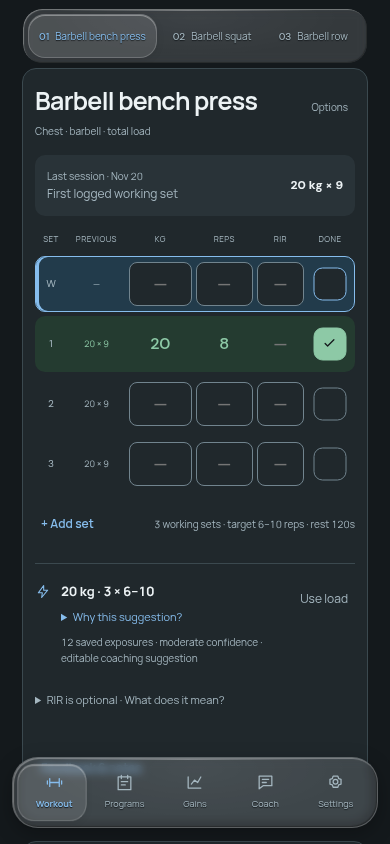 01 Barbell bench press 02 Barbell squat 03 Barbell row
Barbell bench press
Options
Chest · barbell · total load
Last session · Nov 20
First logged working set
20 kg × 9
SET PREVIOUS KG REPS RIR DONE
W — — — —
1 20 × 9 20 8 —
2 20 × 9 — — —
3 20 × 9 — — —
+ Add set 3 working sets · target 6–10 reps · rest 120s
20 kg · 3 × 6–10
Use load
Why this suggestion?
12 saved exposures · moderate confidence ·
editable coaching suggestion
RIR is optional · What does it mean?
Workout Programs Gains Coach Settings